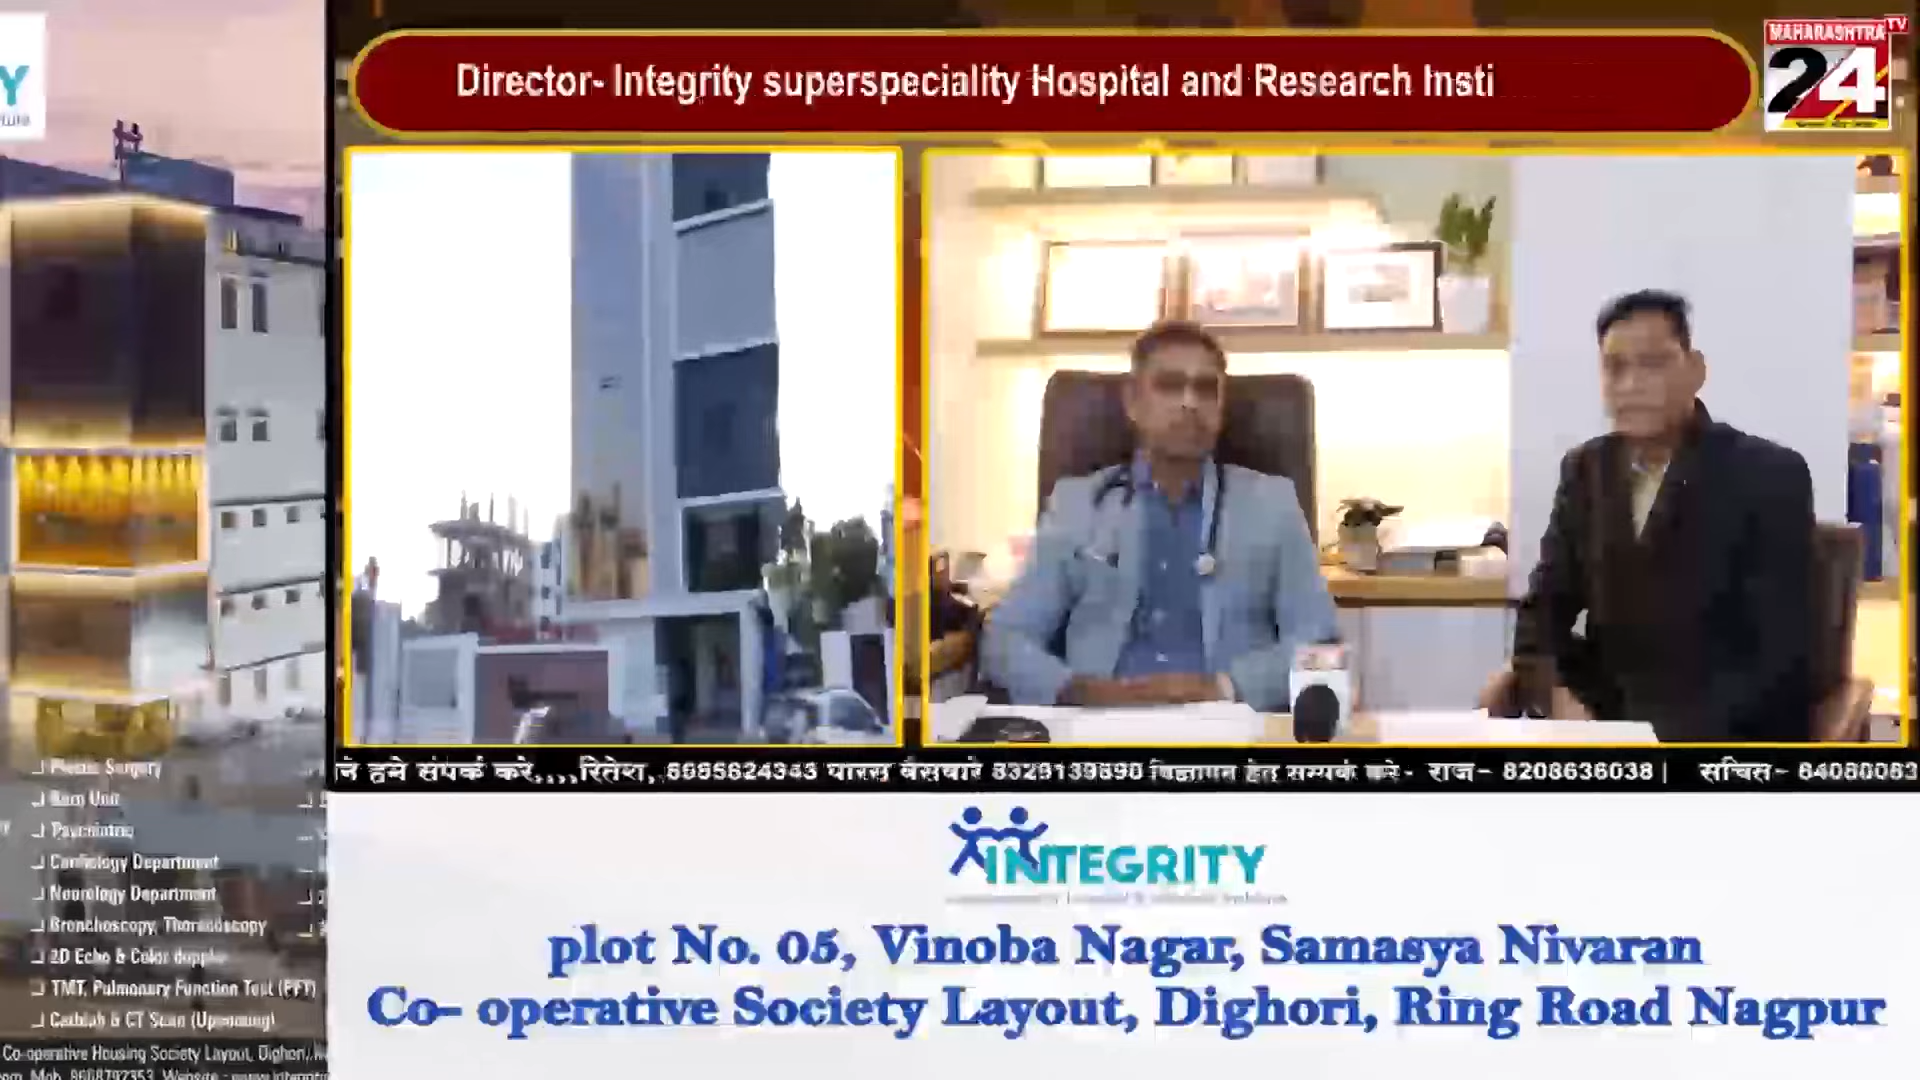 Director- Integrity superspeciality Hospital and Research Insti
MAHARASHTRA TV
24
Y
ने हमे संपर्क करे....रितेश, पारस 8329139890 विज्ञापन हेतु सम्पर्क करे- राज- 8208636038 |
INTEGRITY
plot No. 05, Vinoba Nagar, Samasya Nivaran
Co- operative Society Layout, Dighori, Ring Road Nagpur
Plastic Surgery
Burn Unit
Psychiatric
Cardiology Department
Neurology Department
Bronchoscopy, Thoracoscopy
2D Echo & Color doppler
TMT, Pulmonary Function Test (PFT)
Cathlab & CT Scan (Upcoming)
Co-operative Housing Society Layout, Dighori,
Website